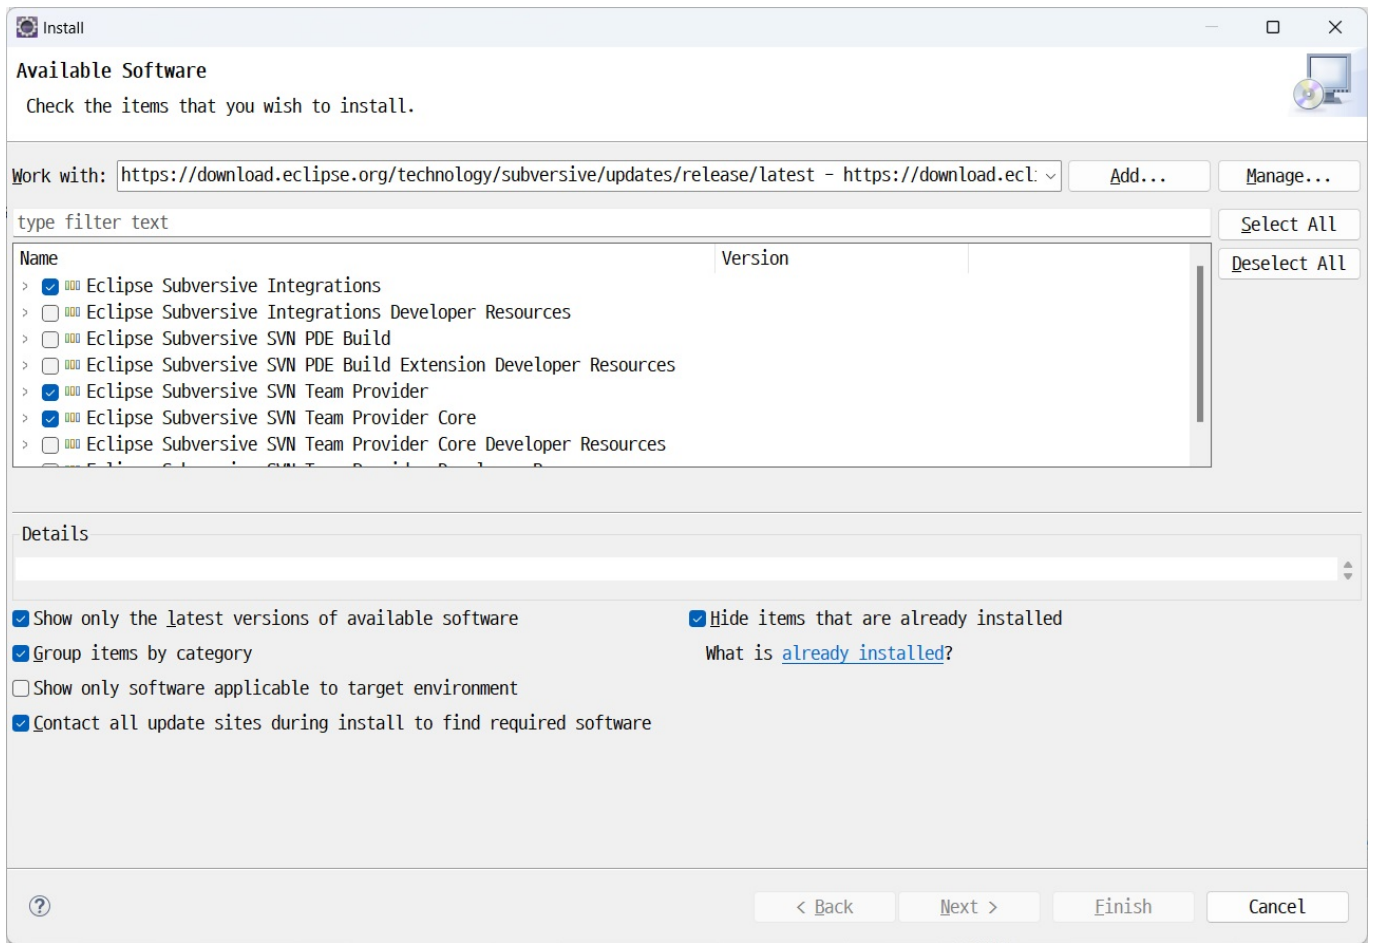 Install
Available Software
Check the items that you wish to install.
Work with: https://download.eclipse.org/technology/subversive/updates/release/latest - https://download.ecl Add... Manage...
type filter text Select All
Name Version Deselect All
Eclipse Subversive Integrations
Eclipse Subversive Integrations Developer Resources
Eclipse Subversive SVN PDE Build
Eclipse Subversive SVN PDE Build Extension Developer Resources
Eclipse Subversive SVN Team Provider
Eclipse Subversive SVN Team Provider Core
Eclipse Subversive SVN Team Provider Core Developer Resources
Details
Show only the latest versions of available software Hide items that are already installed
Group items by category What is already installed?
Show only software applicable to target environment
Contact all update sites during install to find required software
? < Back Next > Finish Cancel